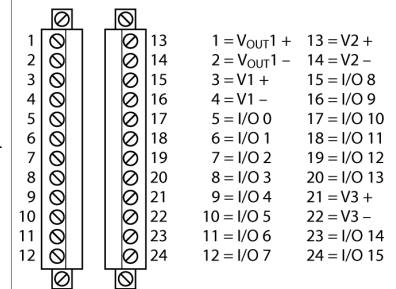 1 13 1 = VOUT1 + 13 = V2 +
2 14 2 = VOUT1 – 14 = V2 –
3 15 3 = V1 + 15 = I/O 8
4 16 4 = V1 – 16 = I/O 9
5 17 5 = I/O 0 17 = I/O 10
6 18 6 = I/O 1 18 = I/O 11
7 19 7 = I/O 2 19 = I/O 12
8 20 8 = I/O 3 20 = I/O 13
9 21 9 = I/O 4 21 = V3 +
10 22 10 = I/O 5 22 = V3 –
11 23 11 = I/O 6 23 = I/O 14
12 24 12 = I/O 7 24 = I/O 15